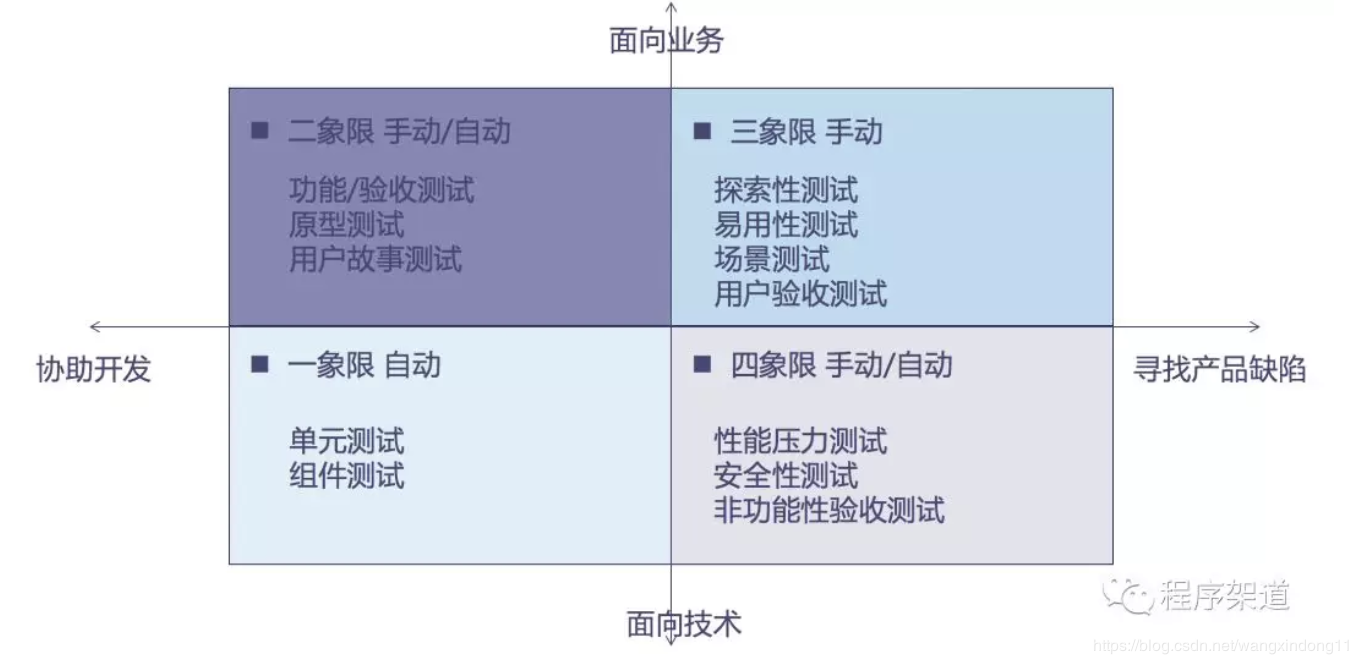 面向业务
二象限 手动/自动
功能/验收测试
原型测试
用户故事测试
三象限 手动
探索性测试
易用性测试
场景测试
用户验收测试
协助开发
寻找产品缺陷
一象限 自动
单元测试
组件测试
四象限 手动/自动
性能压力测试
安全性测试
非功能性验收测试
面向技术
程序架道
https://blog.csdn.net/wangxindong11